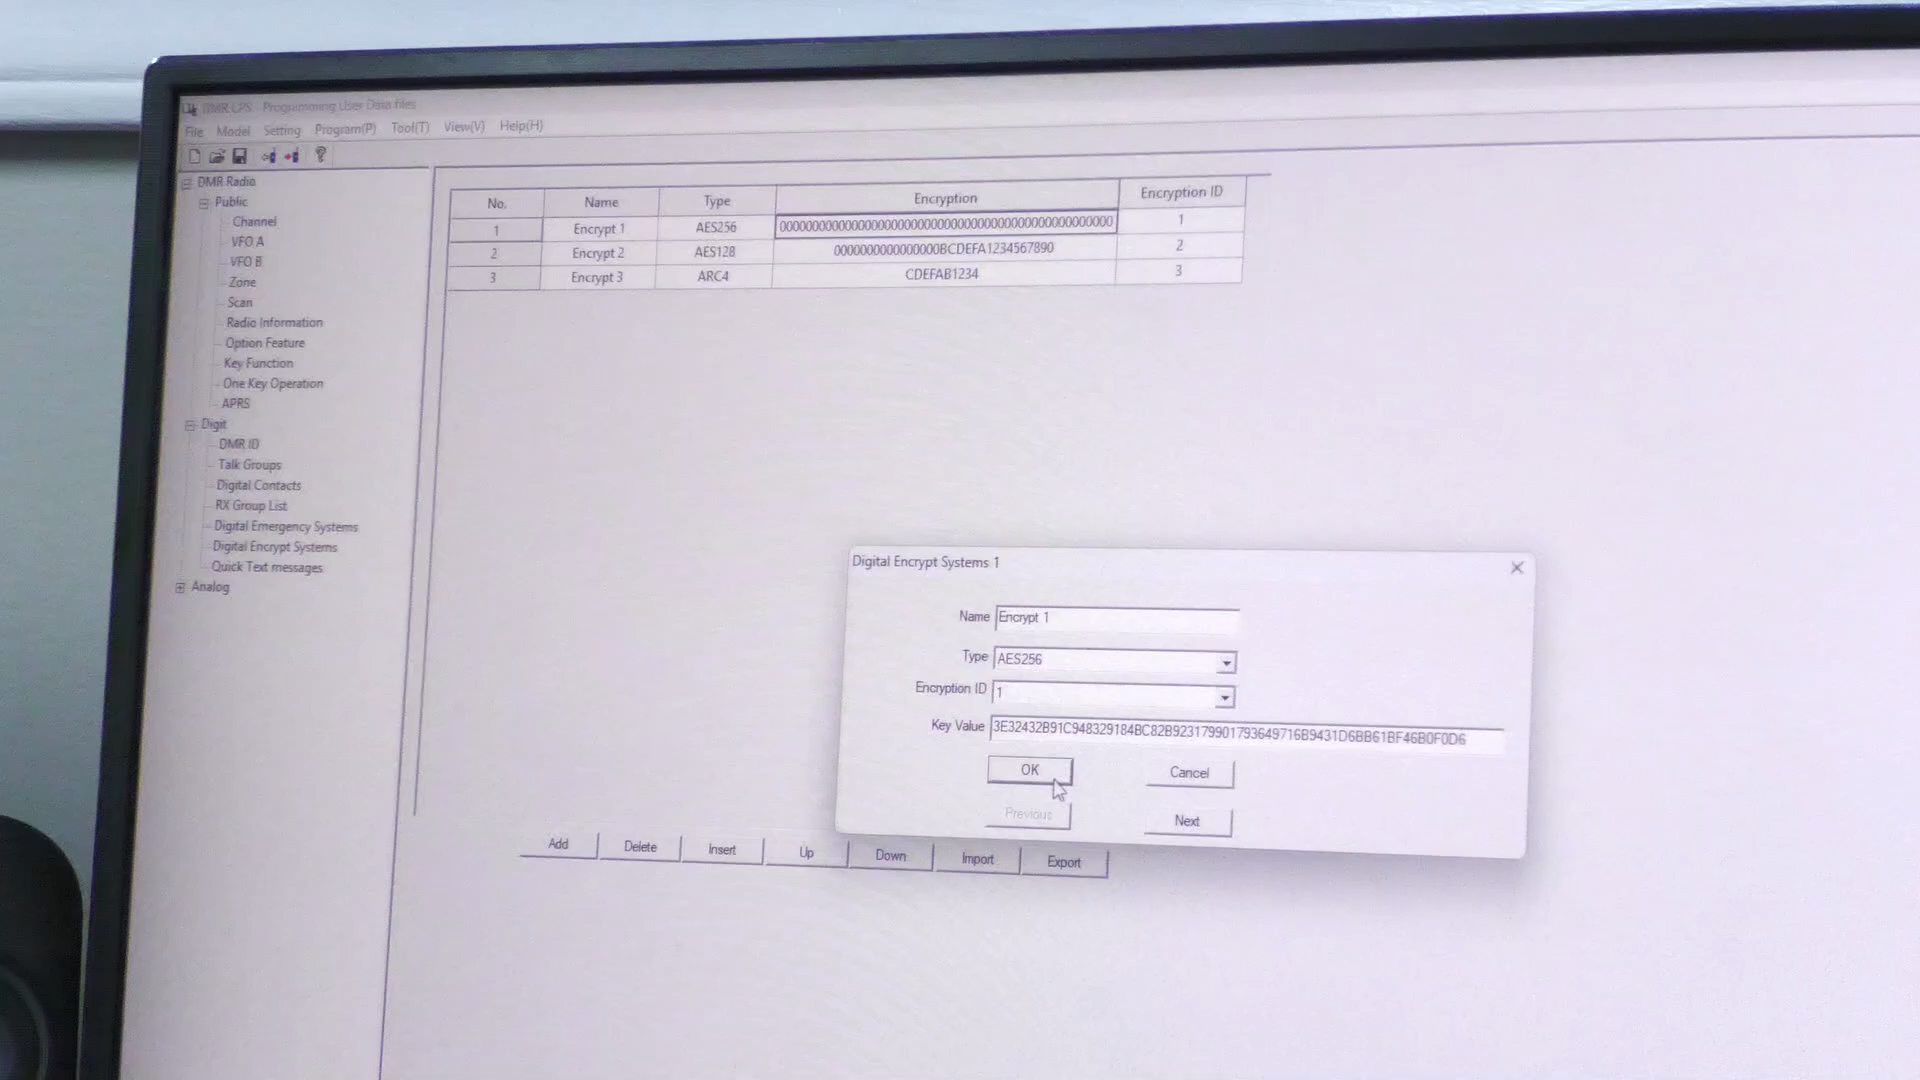 DMR CPS - Programming User Data files
File Model Setting Program(P) Tool(T) View(V) Help(H)
DMR Radio
Public
Channel
VFO A
VFO B
Zone
Scan
Radio Information
Option Feature
Key Function
One Key Operation
APRS
Digit
DMR ID
Talk Groups
Digital Contacts
RX Group List
Digital Emergency Systems
Digital Encrypt Systems
Quick Text messages
Analog
No. Name Type Encryption Encryption ID
1 Encrypt 1 AES256 1
2 Encrypt 2 AES128 0000000000000000BCDEFA1234567890 2
3 Encrypt 3 ARC4 CDEFAB1234 3
Digital Encrypt Systems 1
Name Encrypt 1
Type AES256
Encryption ID 1
Key Value 3E32432B91C948329184BC82B923179901793649716B9431D6BB61BF46B0F0D6
OK Cancel
Previous Next
Add Delete Insert Up Down Import Export